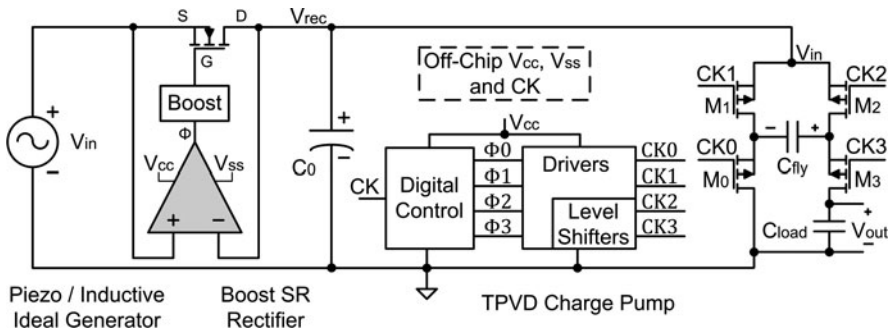 S
D
G
Vrec
Boost
Φ
Vcc
Vss
+
−
+
−
Vin
+
−
C0
Off-Chip Vcc, Vss
and CK
Vcc
CK
Digital
Control
Φ0
Φ1
Φ2
Φ3
Drivers
Level
Shifters
CK0
CK1
CK2
CK3
Vin
CK1
CK2
M1
M2
−
+
Cfly
CK0
CK3
M0
M3
Cload
+
Vout
−
Piezo / Inductive
Ideal Generator
Boost SR
Rectifier
TPVD Charge Pump